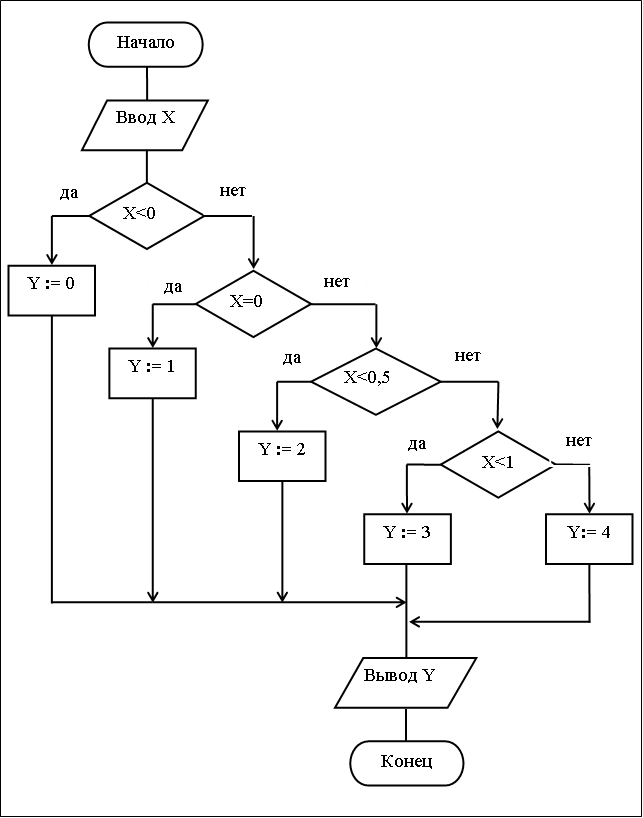 Начало
Ввод X
да
нет
X<0
Y := 0
да
нет
X=0
Y := 1
да
нет
X<0,5
Y := 2
да
нет
X<1
Y := 3
Y:= 4
Вывод Y
Конец